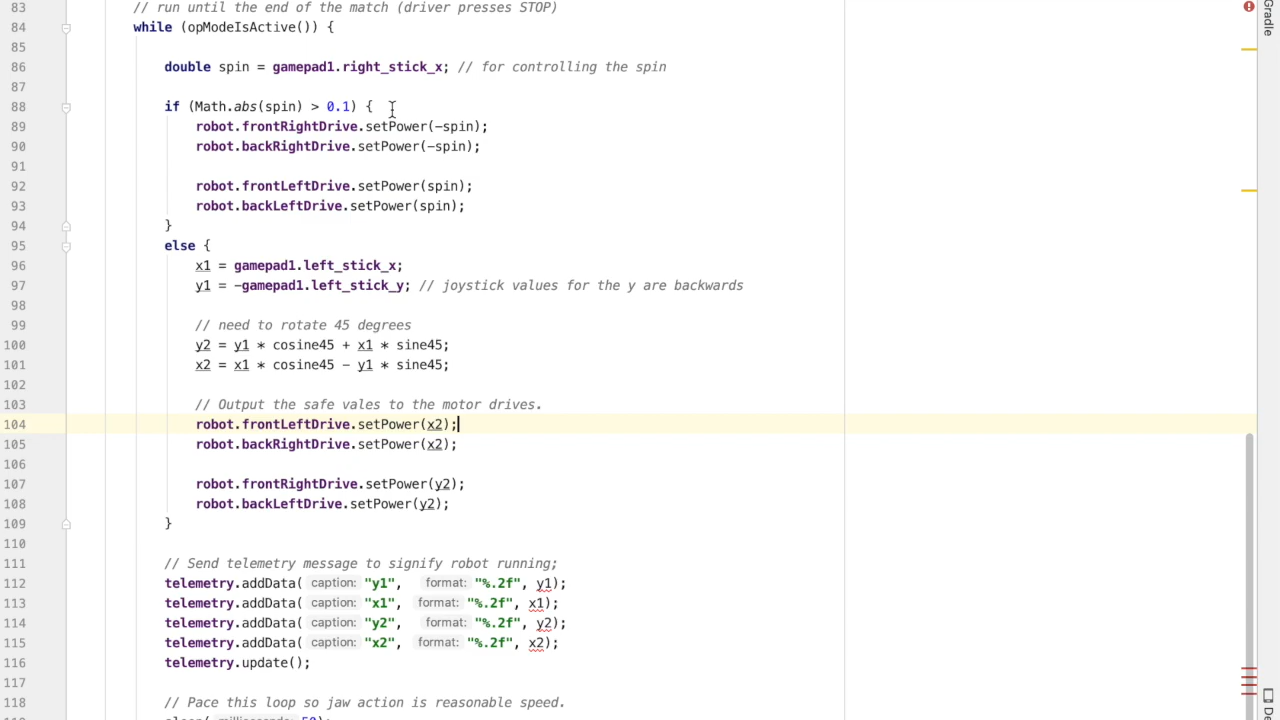 83 // run until the end of the match (driver presses STOP)
84 while (opModeIsActive()) {
85
86 double spin = gamepad1.right_stick_x; // for controlling the spin
87
88 if (Math.abs(spin) > 0.1) {
89 robot.frontRightDrive.setPower(-spin);
90 robot.backRightDrive.setPower(-spin);
91
92 robot.frontLeftDrive.setPower(spin);
93 robot.backLeftDrive.setPower(spin);
94 }
95 else {
96 x1 = gamepad1.left_stick_x;
97 y1 = -gamepad1.left_stick_y; // joystick values for the y are backwards
98
99 // need to rotate 45 degrees
100 y2 = y1 * cosine45 + x1 * sine45;
101 x2 = x1 * cosine45 - y1 * sine45;
102
103 // Output the safe vales to the motor drives.
104 robot.frontLeftDrive.setPower(x2);
105 robot.backRightDrive.setPower(x2);
106
107 robot.frontRightDrive.setPower(y2);
108 robot.backLeftDrive.setPower(y2);
109 }
110
111 // Send telemetry message to signify robot running;
112 telemetry.addData( caption: "y1", format: "%.2f", y1);
113 telemetry.addData( caption: "x1", format: "%.2f", x1);
114 telemetry.addData( caption: "y2", format: "%.2f", y2);
115 telemetry.addData( caption: "x2", format: "%.2f", x2);
116 telemetry.update();
117
118 // Pace this loop so jaw action is reasonable speed.
Gradle